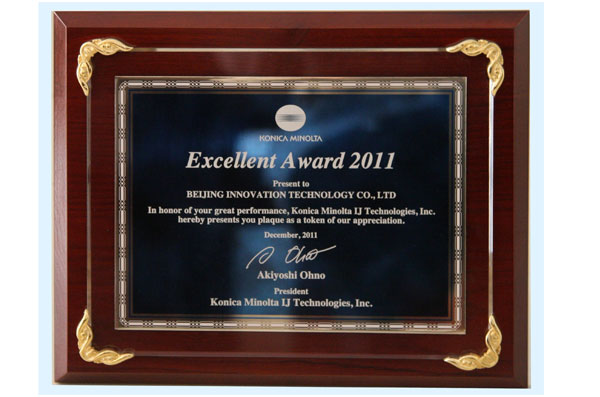 KONICA MINOLTA
Excellent Award 2011
Present to
BEIJING INNOVATION TECHNOLOGY CO., LTD
In honor of your great performance, Konica Minolta IJ Technologies, Inc.
hereby presents you plaque as a token of our appreciation.
December, 2011
Akiyoshi Ohno
President
Konica Minolta IJ Technologies, Inc.